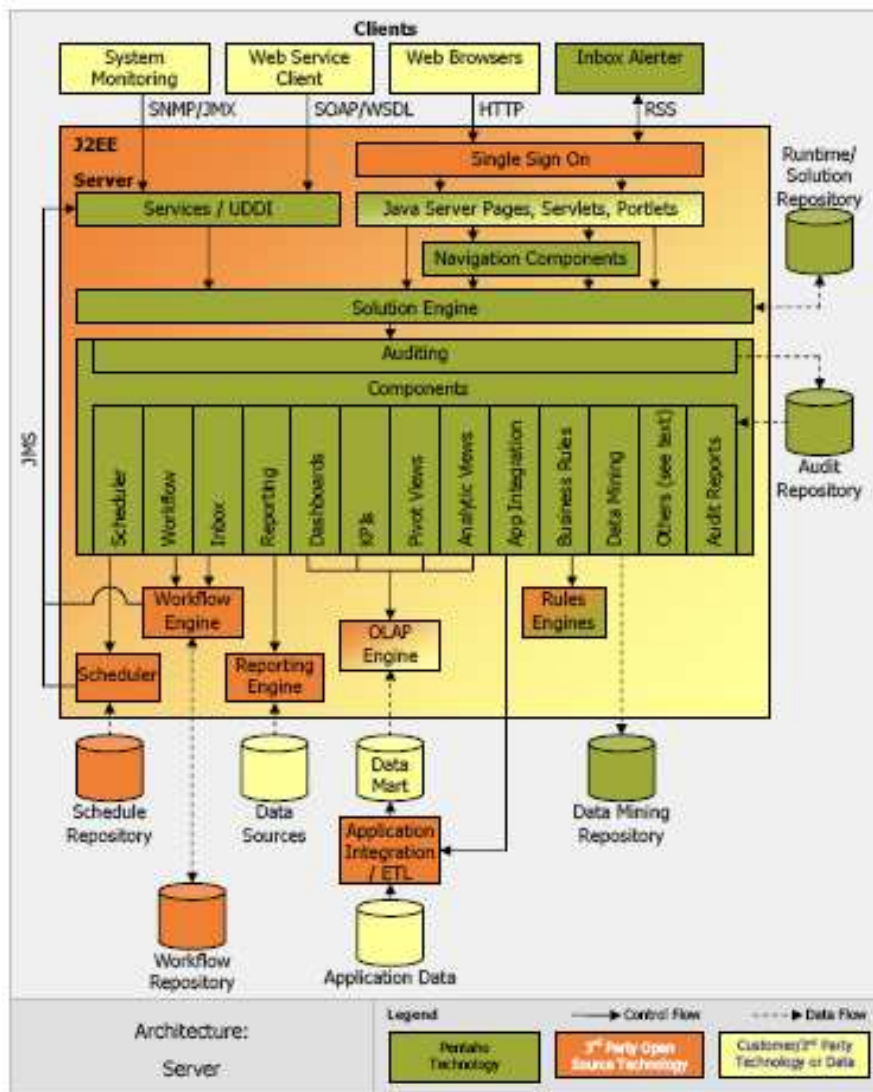 Clients
System
Monitoring
Web Service
Client
Web Browsers
Inbox Alerter
SNMP/JMX
SOAP/WSDL
HTTP
RSS
J2EE
Server
Single Sign On
Runtime/
Solution
Repository
Services / UDDI
Java Server Pages, Servlets, Portlets
Navigation Components
Solution Engine
Auditing
Components
JMS
Scheduler
Workflow
Inbox
Reporting
Dashboards
KPIs
Pivot Views
Analytic Views
App Integration
Business Rules
Data Mining
Others (see text)
Audit Reports
Audit
Repository
Workflow
Engine
OLAP
Engine
Rules
Engines
Scheduler
Reporting
Engine
Schedule
Repository
Data
Sources
Data
Mart
Data Mining
Repository
Application
Integration
/ ETL
Workflow
Repository
Application Data
Architecture:
Server
Legend
Control Flow
Data Flow
Pentaho
Technology
3rd Party Open
Source Technology
Customer/3rd Party
Technology or Data